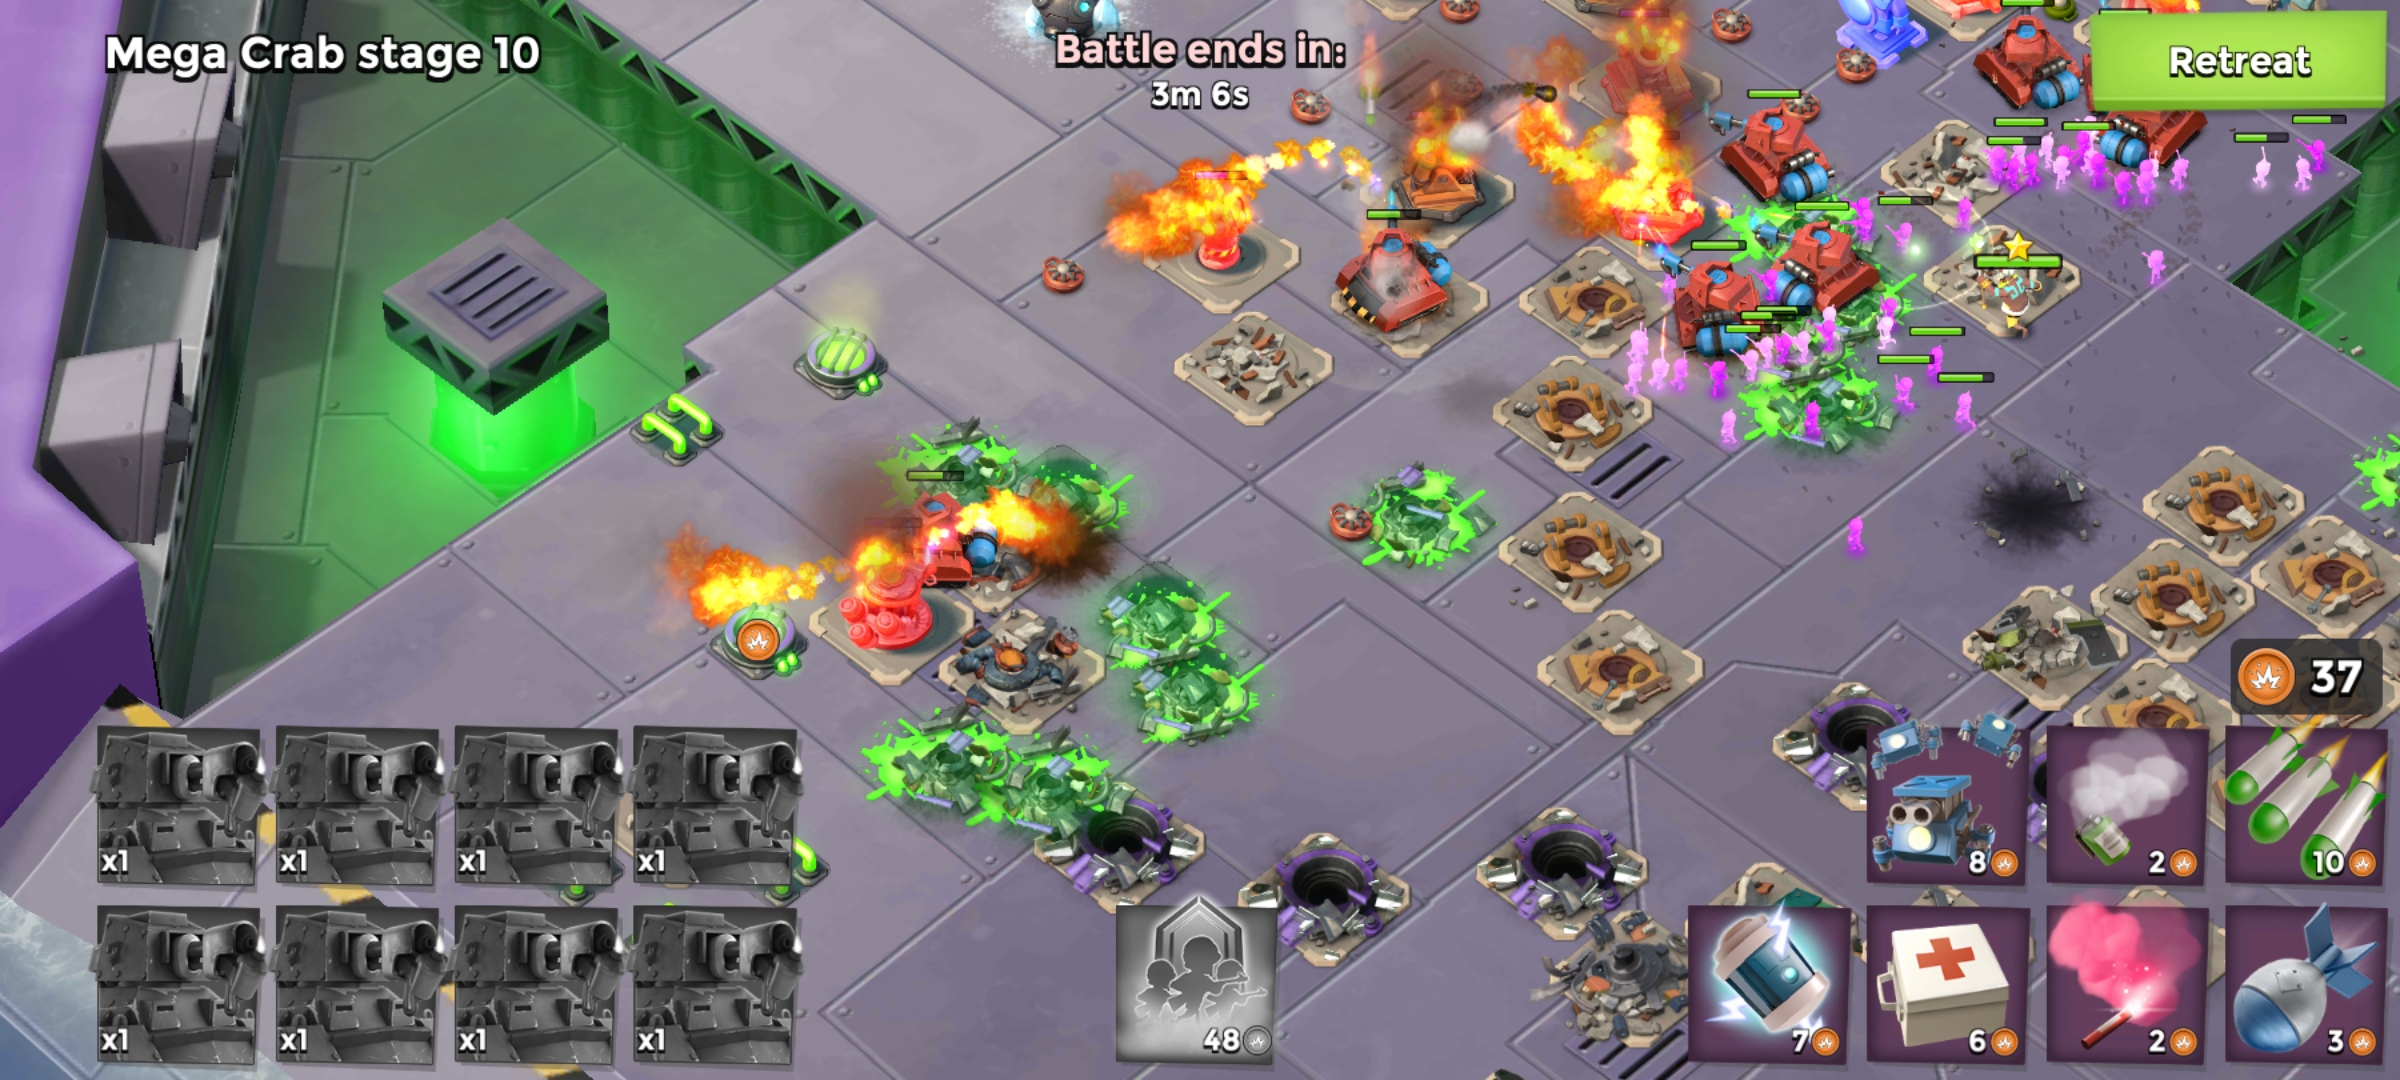 Mega Crab stage 10
Battle ends in:
3m 6s
Retreat
37
x1 x1 x1 x1
8 2 10
x1 x1 x1 x1
48 7 6 2 3